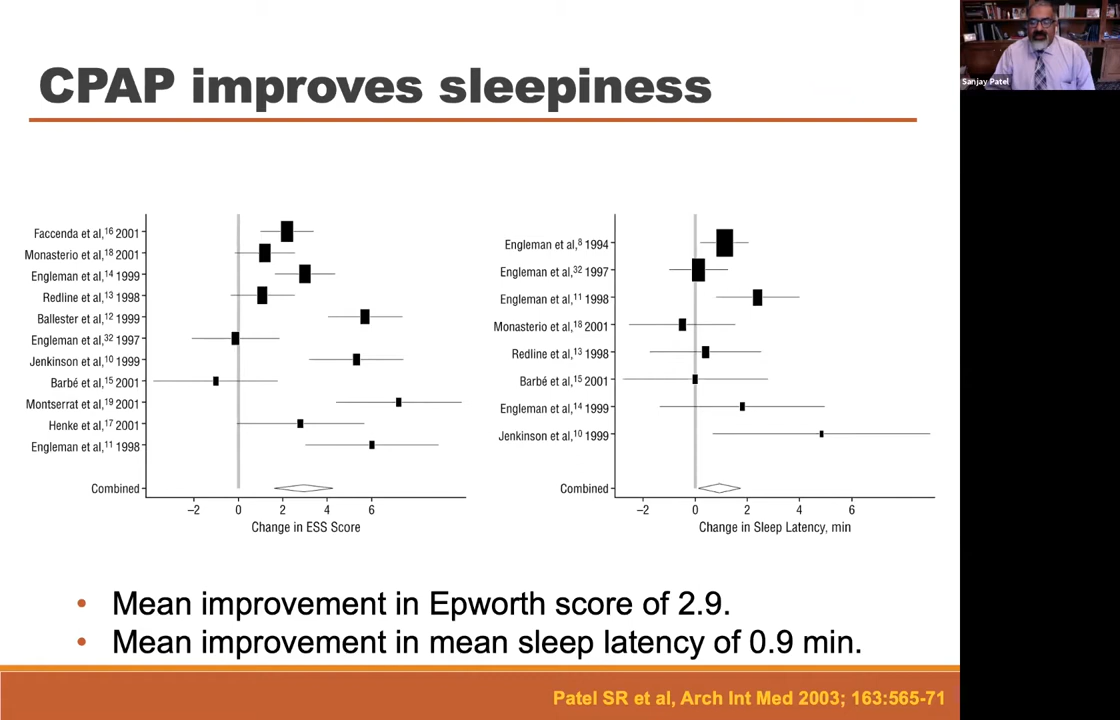 CPAP improves sleepiness
Sanjay Patel
Faccenda et al,16 2001
Monasterio et al,18 2001
Engleman et al,14 1999
Redline et al,13 1998
Ballester et al,12 1999
Engleman et al,32 1997
Jenkinson et al,10 1999
Barbé et al,15 2001
Montserrat et al,19 2001
Henke et al,17 2001
Engleman et al,11 1998
Combined
−2 0 2 4 6
Change in ESS Score
Engleman et al,8 1994
Engleman et al,32 1997
Engleman et al,11 1998
Monasterio et al,18 2001
Redline et al,13 1998
Barbé et al,15 2001
Engleman et al,14 1999
Jenkinson et al,10 1999
Combined
−2 0 2 4 6
Change in Sleep Latency, min
• Mean improvement in Epworth score of 2.9.
• Mean improvement in mean sleep latency of 0.9 min.
Patel SR et al, Arch Int Med 2003; 163:565-71